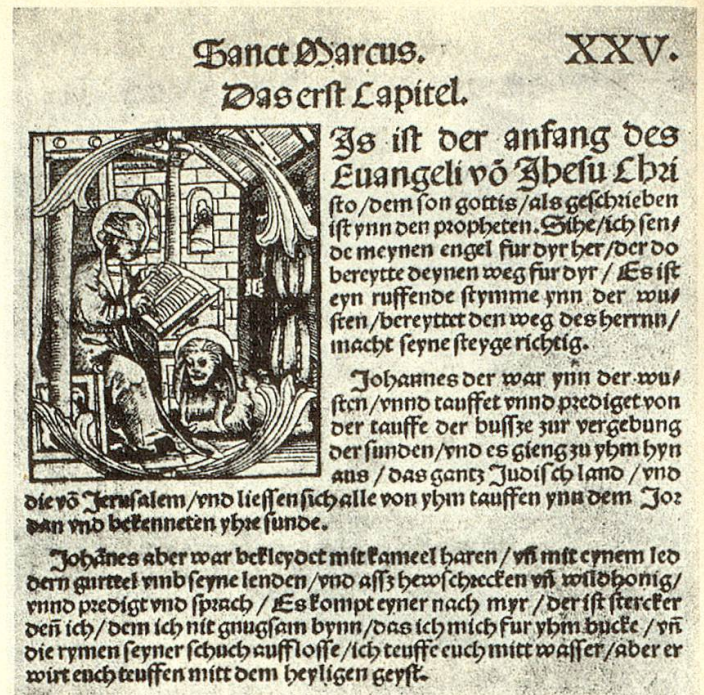 Sanct Marcus. XXV.
Das erst Capitel.
Is ist der anfang des
Euangeli võ Jhesu Chri
sto/dem son gottis/als geschrieben
ist ynn den propheten. Sihe/ich sen⸗
de meynen engel fur dyr her/der do
bereytte deynen weg fur dyr / Es ist
eyn ruffende stymme ynn der wu⸗
sten/bereyttet den weg des herrnn/
macht seyne steyge richtig.
Johannes der war ynn der wu⸗
sten/vnnd tauffet vnnd prediget von
der tauffe der bussze zur vergebung
der sunden/vnd es gieng zu yhm hyn
aus / das gantz Judisch land / vnd
die võ Jerusalem/vnd liessen sich alle von yhm tauffen ynn dem Jor
dan vnd bekenneten yhre sunde.
Johãnes aber war bekleydet mit kameel haren / vñ mit eynem led
dern gurttel vmb seyne lenden/vnd assz hewschrecken vñ wildhonig/
vnnd predigt vnd sprach / Es kompt eyner nach myr / der ist stercker
deñ ich/dem ich nit gnugsam bynn/das ich mich fur yhm bucke / vñ
die rymen seyner schuch aufflosse/ich teuffe euch mitt wasser/aber er
wirt euch teuffen mitt dem heyligen geyst.